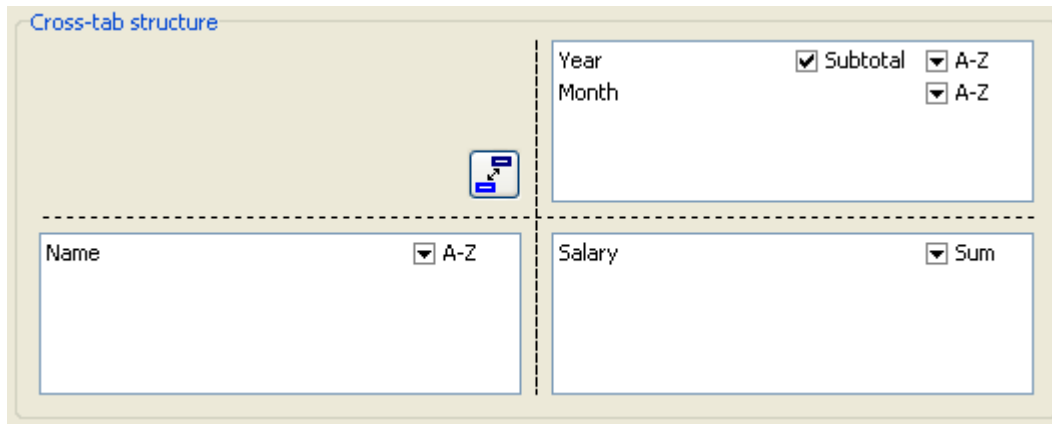 Cross-tab structure
Year Subtotal A-Z
Month A-Z
Name A-Z
Salary Sum